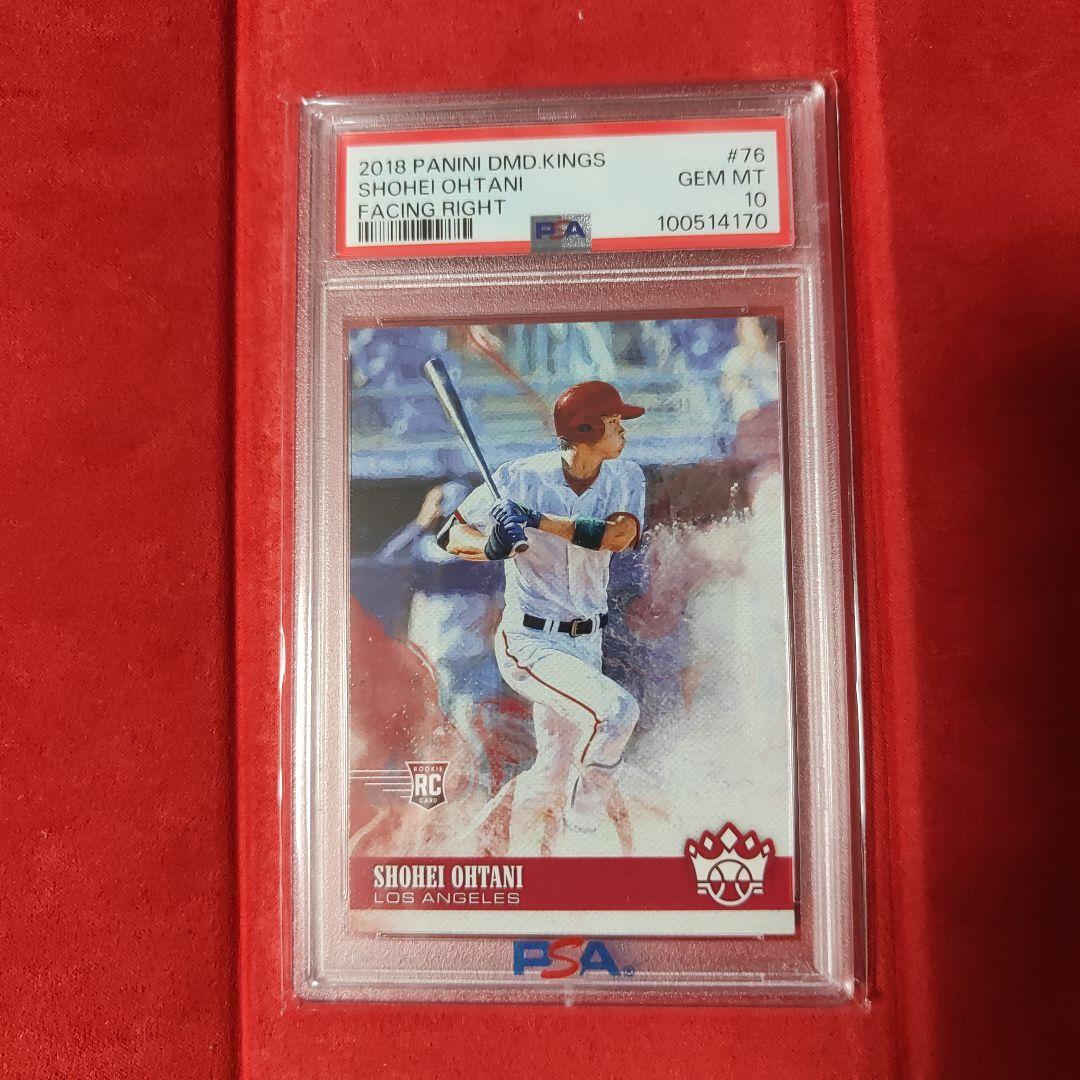 2018 PANINI DMD.KINGS #76
SHOHEI OHTANI GEM MT
FACING RIGHT 10
PSA 100514170
ROOKIE
RC
CARD
SHOHEI OHTANI
LOS ANGELES
PSA®